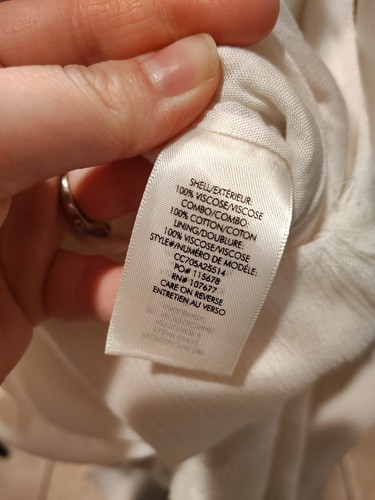 SHELL/EXTÉRIEUR:
100% VISCOSE/VISCOSE
COMBO/COMBO:
100% COTTON/COTON
LINING/DOUBLURE:
100% VISCOSE/VISCOSE
STYLE#/NUMÉRO DE MODÈLE:
CC705A25514
PO# 115678
RN# 107677
CARE ON REVERSE
ENTRETIEN AU VERSO